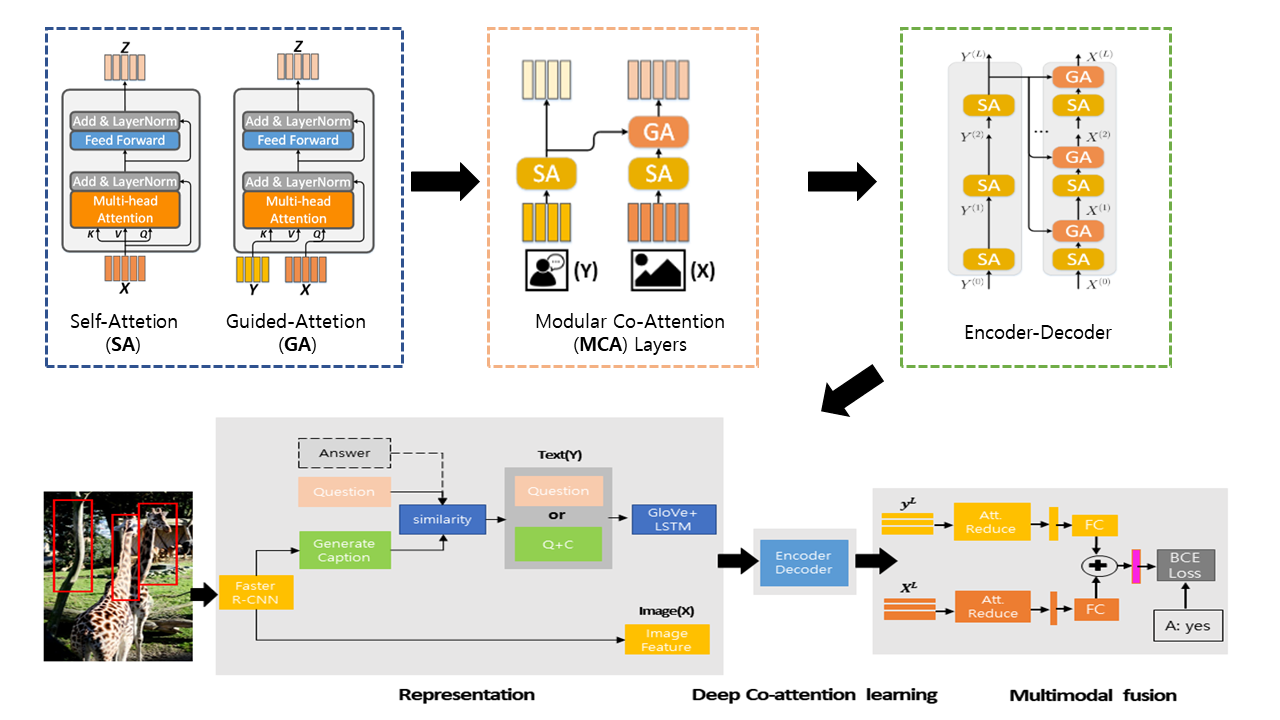 Z
Add & LayerNorm
Feed Forward
Add & LayerNorm
Multi-head
Attention
K V Q
X
Self-Attetion
(SA)
Z
Add & LayerNorm
Feed Forward
Add & LayerNorm
Multi-head
Attention
K V Q
Y X
Guided-Attetion
(GA)
GA
SA SA
(Y) (X)
Modular Co-Attention
(MCA) Layers
Y(L) X(L)
GA
SA SA
...
Y(2) X(2)
GA
SA SA
Y(1) X(1)
GA
SA SA
Y(0) X(0)
Encoder-Decoder
Answer
Question
Generate
Caption
Faster
R-CNN
similarity
Text(Y)
Question
or
Q+C
GloVe+
LSTM
Image(X)
Image
Feature
Representation
Encoder
Decoder
Deep Co-attention learning
yL
Att.
Reduce
FC
XL
Att.
Reduce
FC
BCE
Loss
A: yes
Multimodal fusion